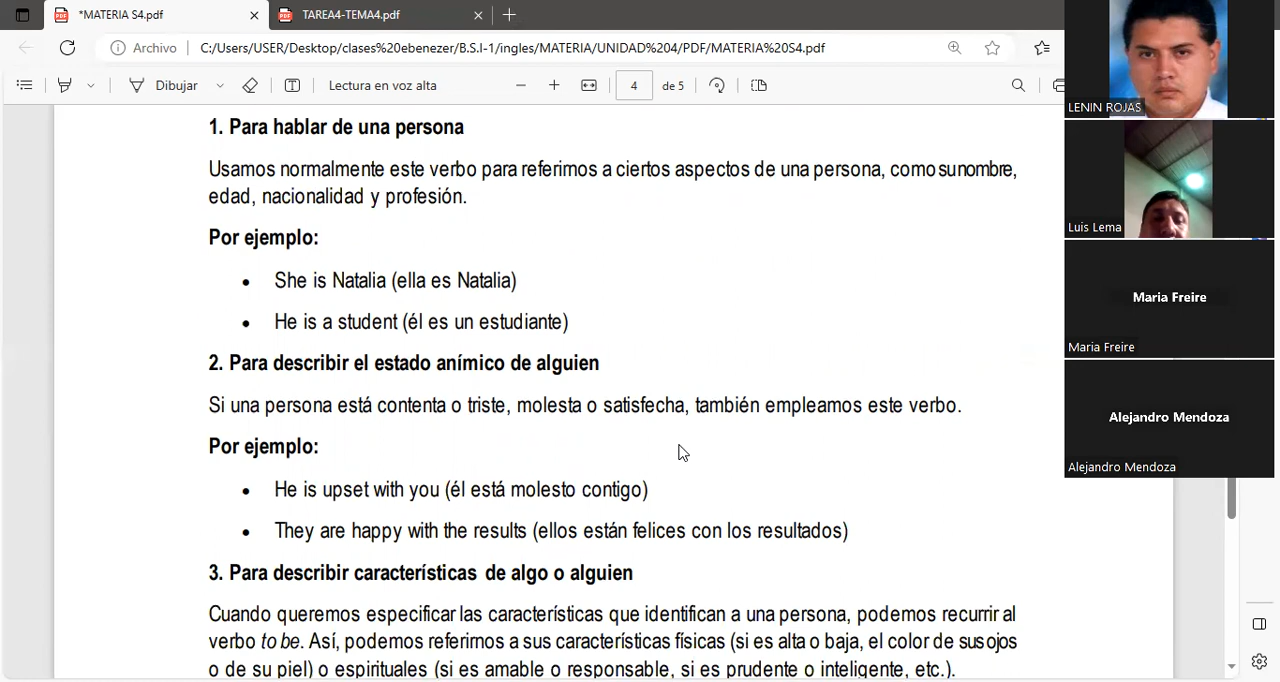 *MATERIA S4.pdf
TAREA4-TEMA4.pdf
Archivo
C:/Users/USER/Desktop/clases%20ebenezer/B.S.I-1/ingles/MATERIA/UNIDAD%204/PDF/MATERIA%20S4.pdf
Dibujar
Lectura en voz alta
4
de 5
1. Para hablar de una persona
Usamos normalmente este verbo para referirnos a ciertos aspectos de una persona, como su nombre,
edad, nacionalidad y profesión.
Por ejemplo:
• She is Natalia (ella es Natalia)
• He is a student (él es un estudiante)
2. Para describir el estado anímico de alguien
Si una persona está contenta o triste, molesta o satisfecha, también empleamos este verbo.
Por ejemplo:
• He is upset with you (él está molesto contigo)
• They are happy with the results (ellos están felices con los resultados)
3. Para describir características de algo o alguien
Cuando queremos especificar las características que identifican a una persona, podemos recurrir al
verbo to be. Así, podemos referirnos a sus características físicas (si es alta o baja, el color de sus ojos
o de su piel) o espirituales (si es amable o responsable, si es prudente o inteligente, etc.).
LENIN ROJAS
Luis Lema
Maria Freire
Maria Freire
Alejandro Mendoza
Alejandro Mendoza